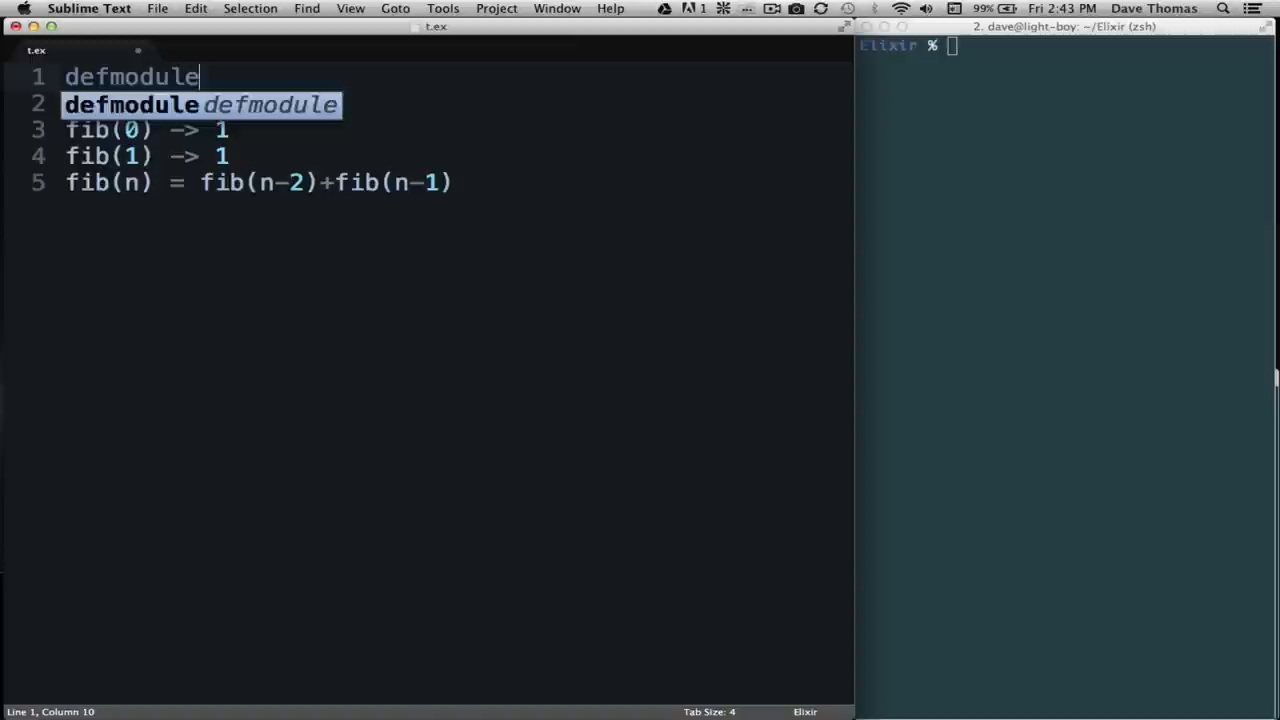 Sublime Text File Edit Selection Find View Goto Tools Project Window Help 1 99% Fri 2:43 PM Dave Thomas
t.ex
2. dave@light-boy: ~/Elixir (zsh)
t.ex
Elixir %
1 defmodule
2 defmodule defmodule
3 fib(0) -> 1
4 fib(1) -> 1
5 fib(n) = fib(n-2)+fib(n-1)
Line 1, Column 10 Tab Size: 4 Elixir